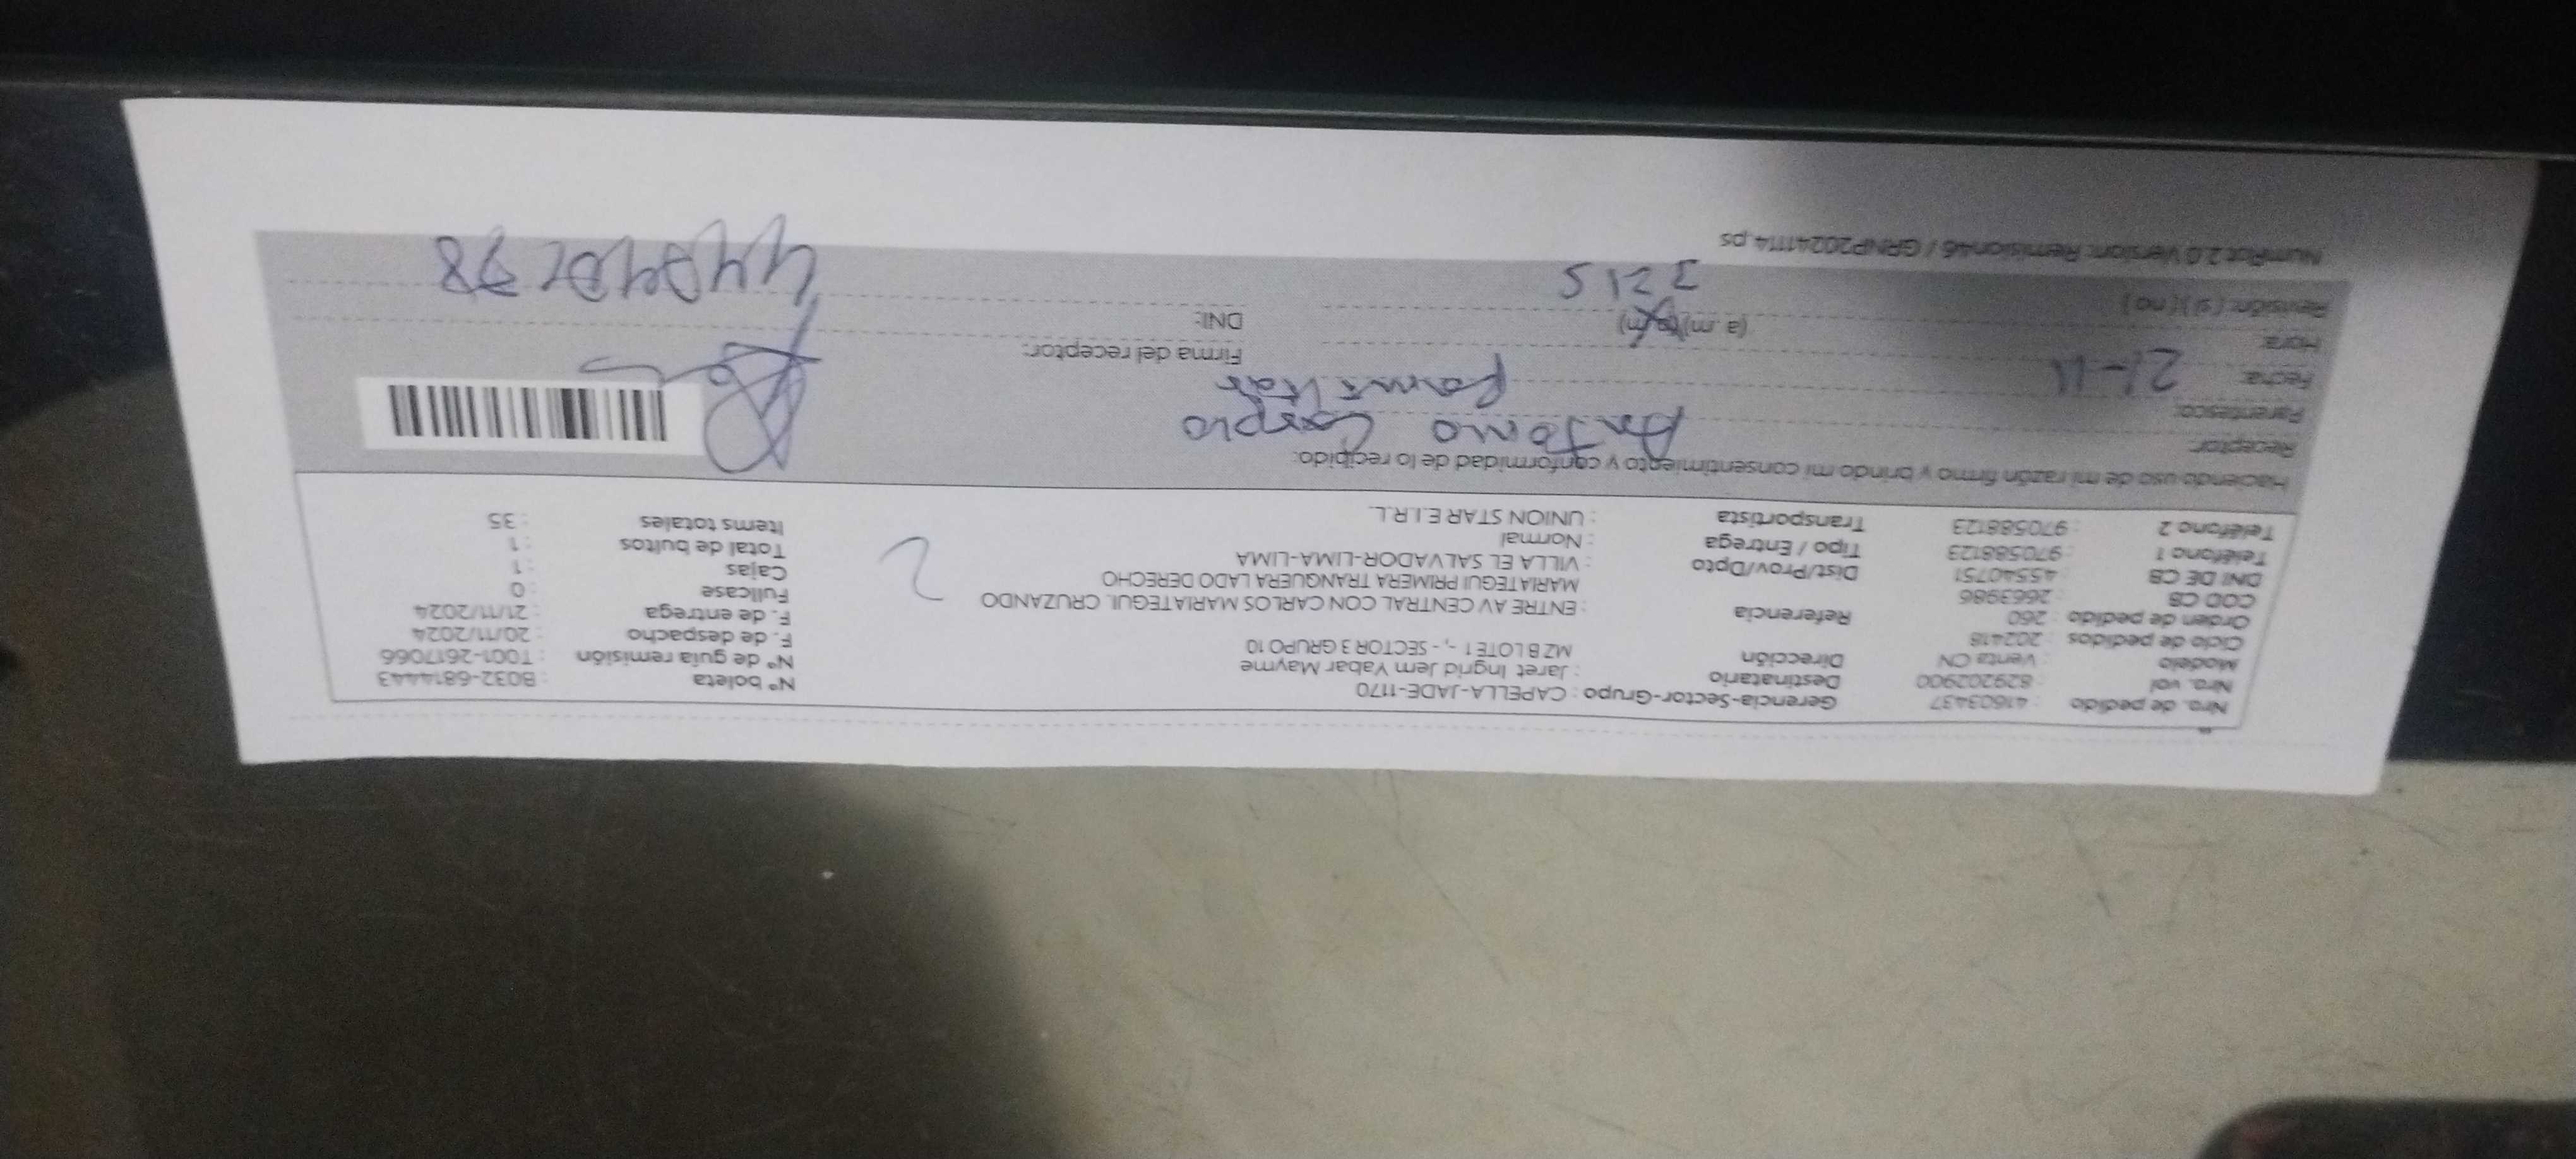 Nro. de pedido : 41603437 Gerencia-Sector-Grupo : CAPELLA-JADE-1170 N° boleta : B032-6814443
Nro. vol : 829202900 Destinatario : Jaret Ingrid Jem Yabar Mayme N° de guía remisión : T001-2617066
Modelo : Venta CN Dirección MZ B LOTE 1 -, - SECTOR 3 GRUPO 10 F. de despacho : 20/11/2024
Ciclo de pedidos : 202418 F. de entrega : 21/11/2024
Orden de pedido : 260 Referencia : ENTRE AV CENTRAL CON CARLOS MARIATEGUI. CRUZANDO Fullcase : 0
COD CB : 2663986 MARIATEGUI PRIMERA TRANQUERA LADO DERECHO Cajas : 1
DNI DE CB : 45540751 Dist/Prov/Dpto : VILLA EL SALVADOR-LIMA-LIMA Total de bultos : 1
Teléfono 1 : 970588123 Tipo / Entrega : Normal Items totales : 35
Teléfono 2 : 970588123 Transportista : UNION STAR E.I.R.L.
2
Haciendo uso de mi razón firmo y brindo mi consentimiento y conformidad de lo recibido:
Receptor: Antonio Carpio
Parentesco: familiar
Fecha: 21-11 Firma del receptor:
Hora: (a. m) (p. m) DNI:
Revisión: ( si ) ( no ) 3 21 5
NumRot 2.0 Version: Remision46 / GRNP20241114.ps